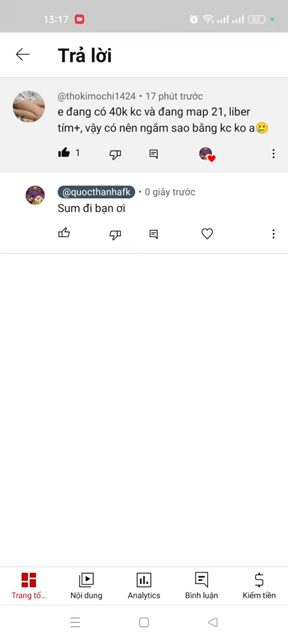 15:17
Trả lời
@thokimochi1424 • 17 phút trước
e đang có 40k kc và đang map 21, liber
tím+, vậy có nên ngắm sao bằng kc ko ạ🥲
1
@quocthanhafk • 0 giây trước
Sum đi bạn ơi
Trang tổ... Nội dung Analytics Bình luận Kiếm tiền